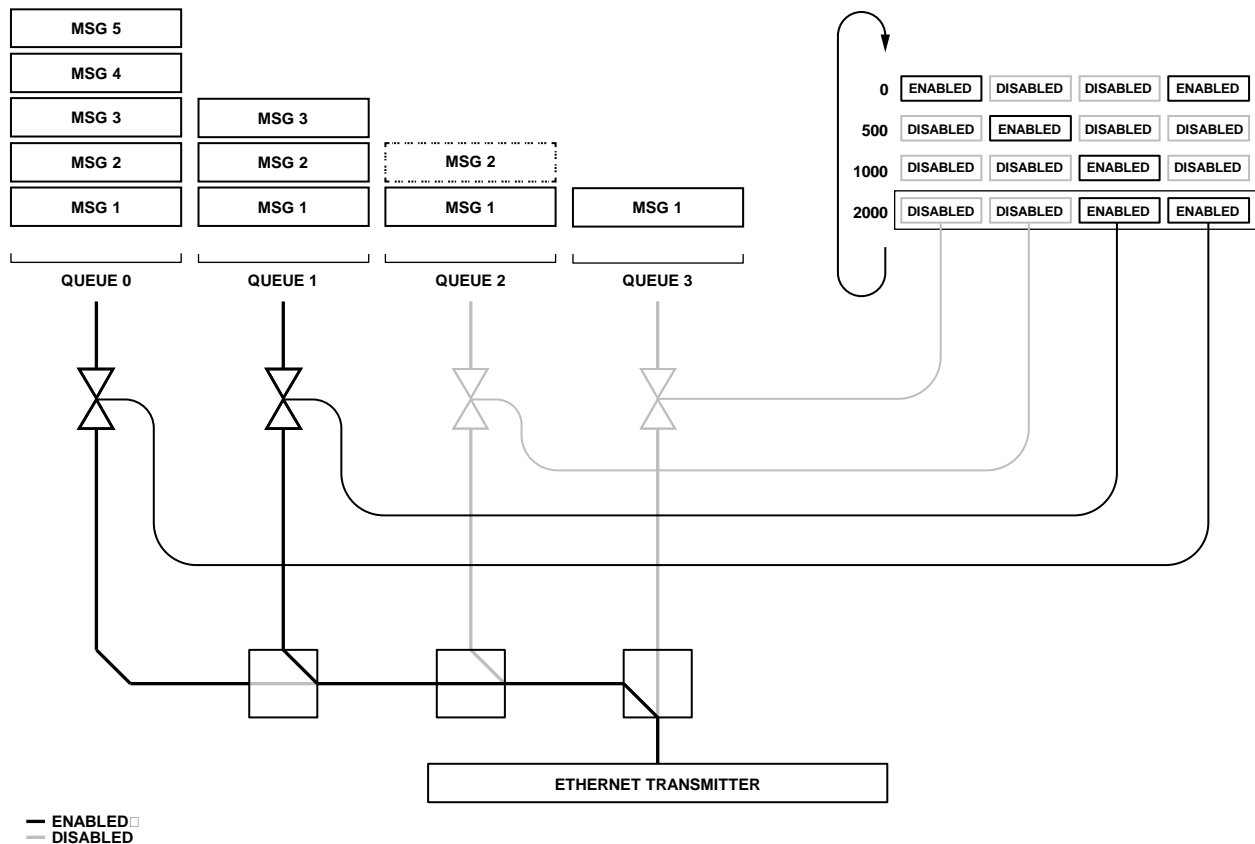 MSG 5
MSG 4
MSG 3
MSG 2
MSG 1
QUEUE 0
MSG 3
MSG 2
MSG 1
QUEUE 1
MSG 2
MSG 1
QUEUE 2
MSG 1
QUEUE 3
0 ENABLED DISABLED DISABLED ENABLED
500 DISABLED ENABLED DISABLED DISABLED
1000 DISABLED DISABLED ENABLED DISABLED
2000 DISABLED DISABLED ENABLED ENABLED
ETHERNET TRANSMITTER
ENABLED
DISABLED